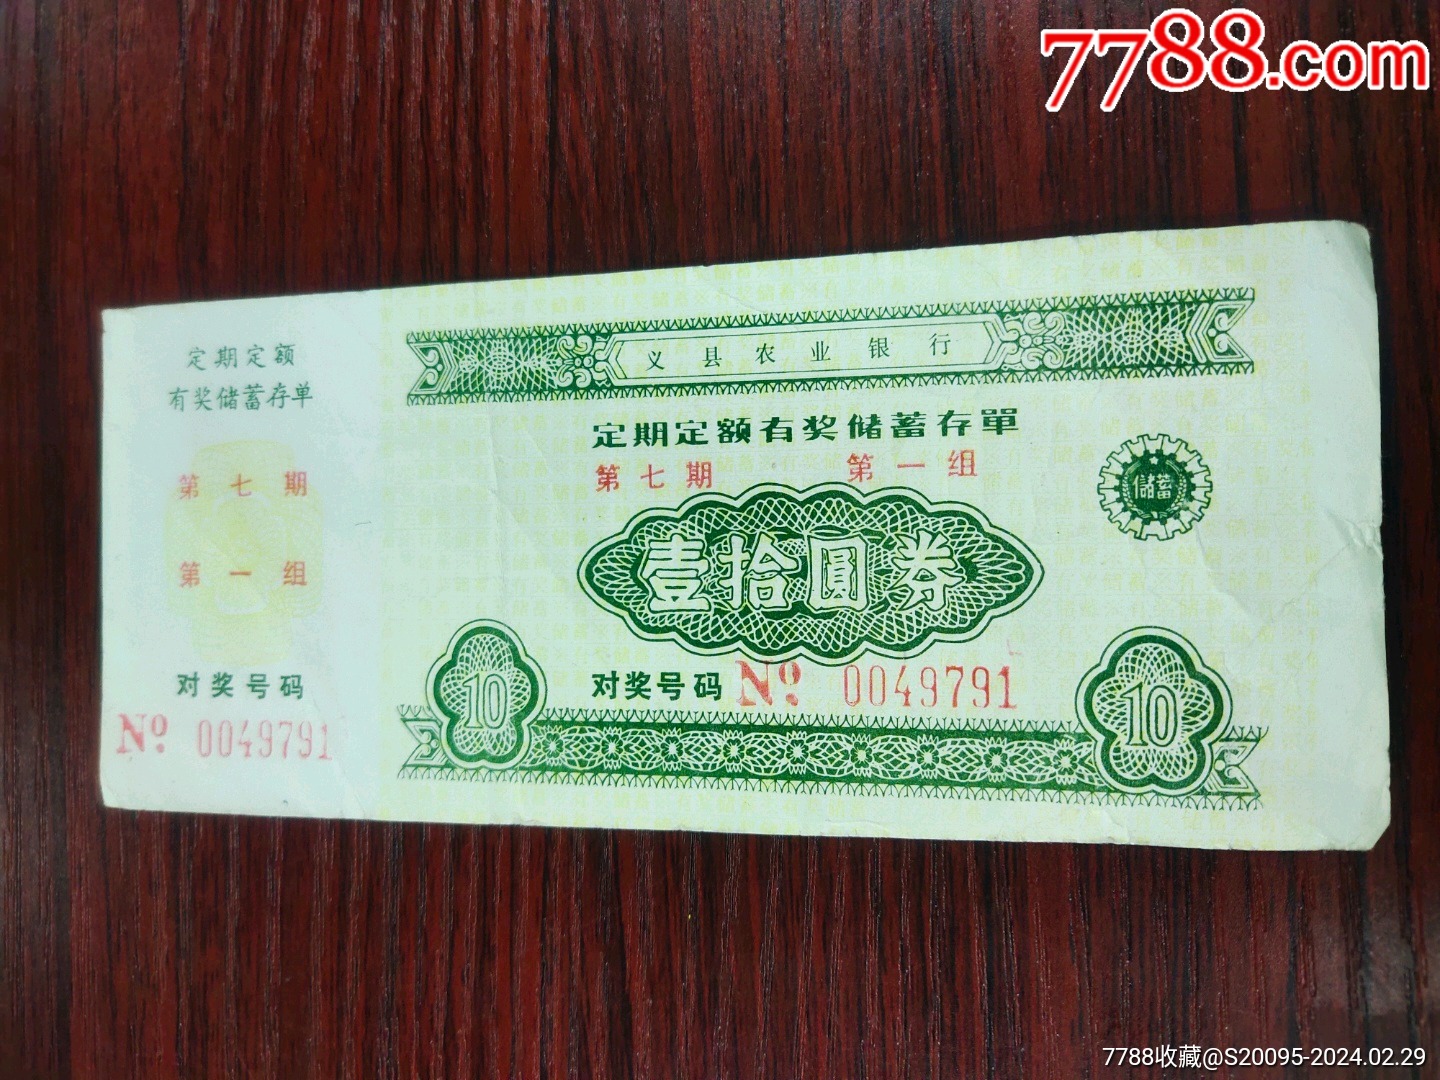 7788.com
定期定额
有奖储蓄存单
第七期
第一组
对奖号码
Nº 0049791
义县农业银行
定期定额有奖储蓄存單
第七期 第一组
儲蓄
壹拾圓券
对奖号码 Nº 0049791
10
10
7788收藏@S20095-2024.02.29